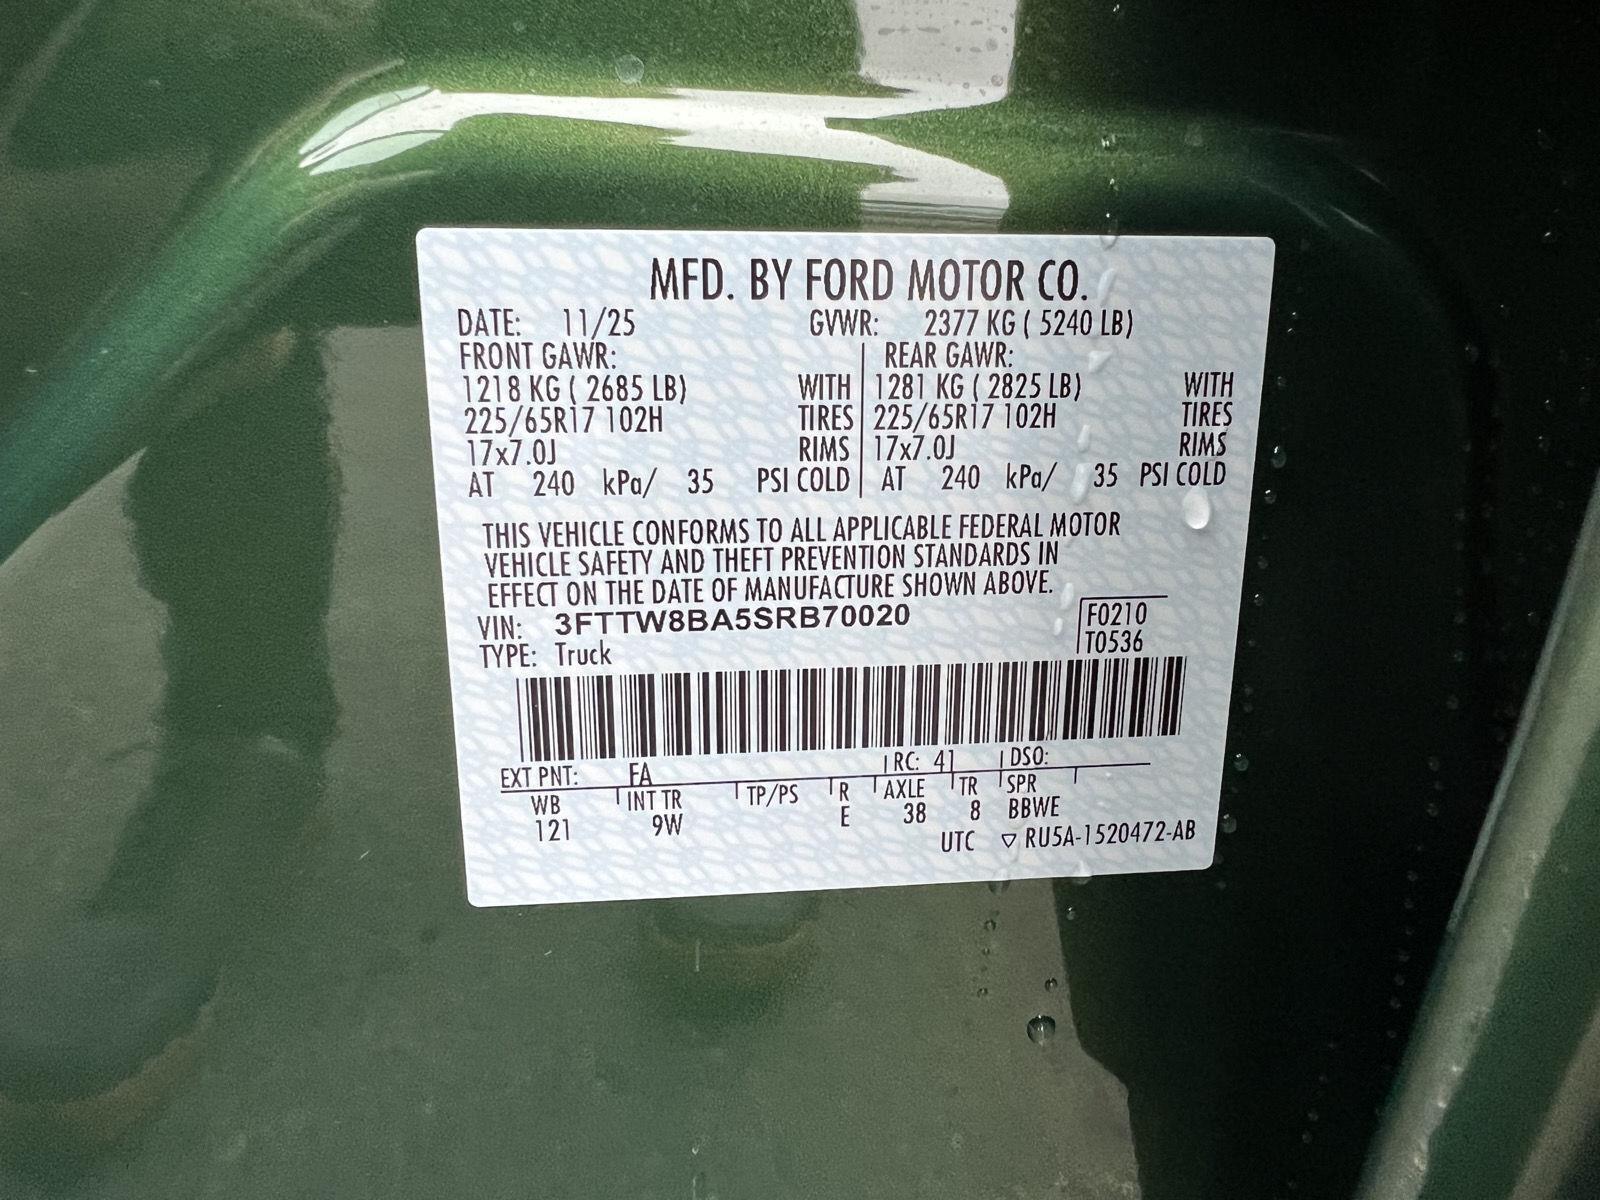 MFD. BY FORD MOTOR CO.
DATE: 11/25 GVWR: 2377 KG ( 5240 LB)
FRONT GAWR: REAR GAWR:
1218 KG ( 2685 LB) WITH 1281 KG ( 2825 LB) WITH
225/65R17 102H TIRES 225/65R17 102H TIRES
17x7.0J RIMS 17x7.0J RIMS
AT 240 kPa/ 35 PSI COLD AT 240 kPa/ 35 PSI COLD
THIS VEHICLE CONFORMS TO ALL APPLICABLE FEDERAL MOTOR
VEHICLE SAFETY AND THEFT PREVENTION STANDARDS IN
EFFECT ON THE DATE OF MANUFACTURE SHOWN ABOVE.
VIN: 3FTTW8BA5SRB70020 F0210
TYPE: Truck T0536
EXT PNT: EA RC: 41 DSO:
WB INT TR TP/PS R AXLE TR SPR
121 9W E 38 8 BBWE
UTC ▽ RU5A-1520472-AB